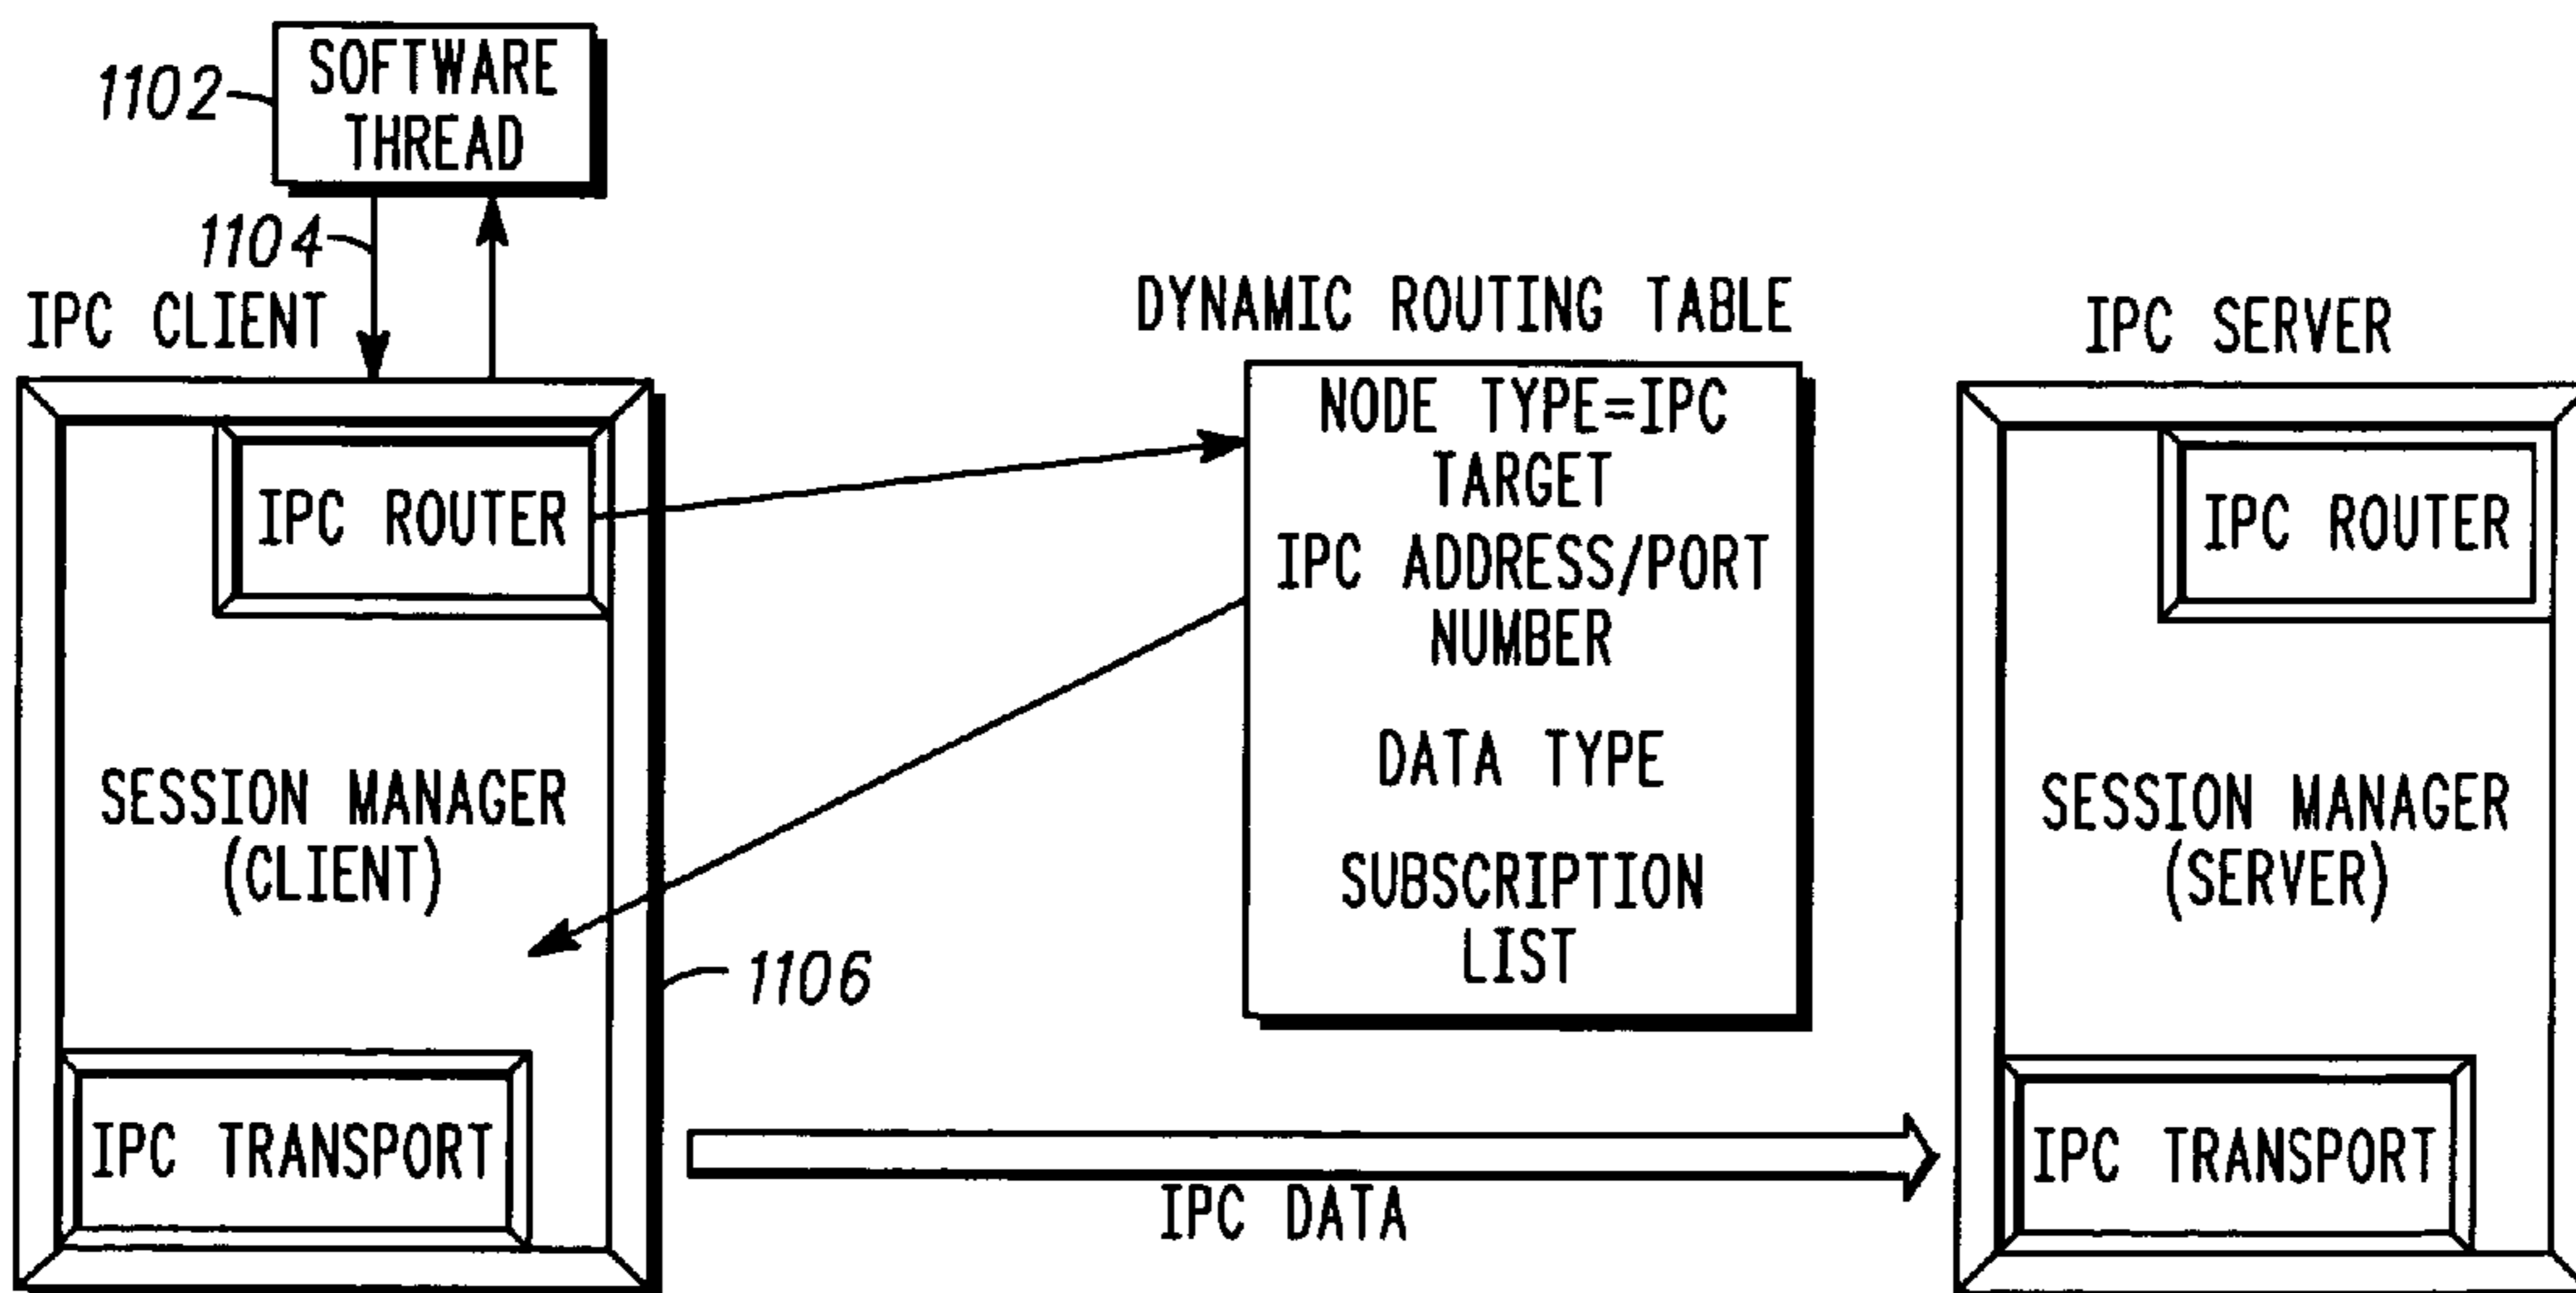 1102
SOFTWARE
THREAD
1104
IPC CLIENT
IPC ROUTER
SESSION MANAGER
(CLIENT)
1106
IPC TRANSPORT
DYNAMIC ROUTING TABLE
NODE TYPE=IPC
TARGET
IPC ADDRESS/PORT
NUMBER
DATA TYPE
SUBSCRIPTION
LIST
IPC DATA
IPC SERVER
IPC ROUTER
SESSION MANAGER
(SERVER)
IPC TRANSPORT